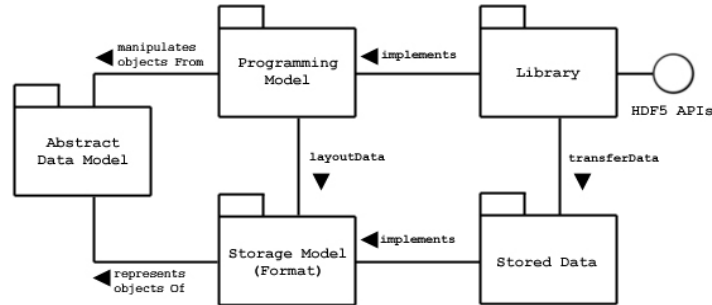 manipulates
objects From
Programming
Model
implements
Library
HDF5 APIs
Abstract
Data Model
layoutData
transferData
Storage Model
(Format)
implements
Stored Data
represents
objects Of